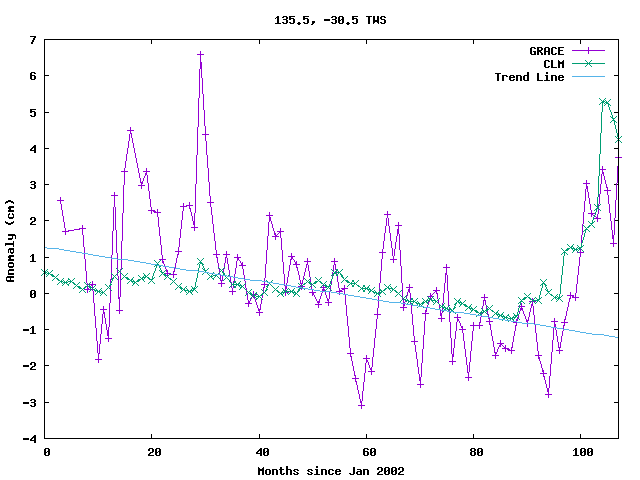 135.5, -30.5 TWS
GRACE
CLM
Trend Line
7
6
5
4
3
2
1
0
-1
-2
-3
-4
Anomaly (cm)
0 20 40 60 80 100
Months since Jan 2002